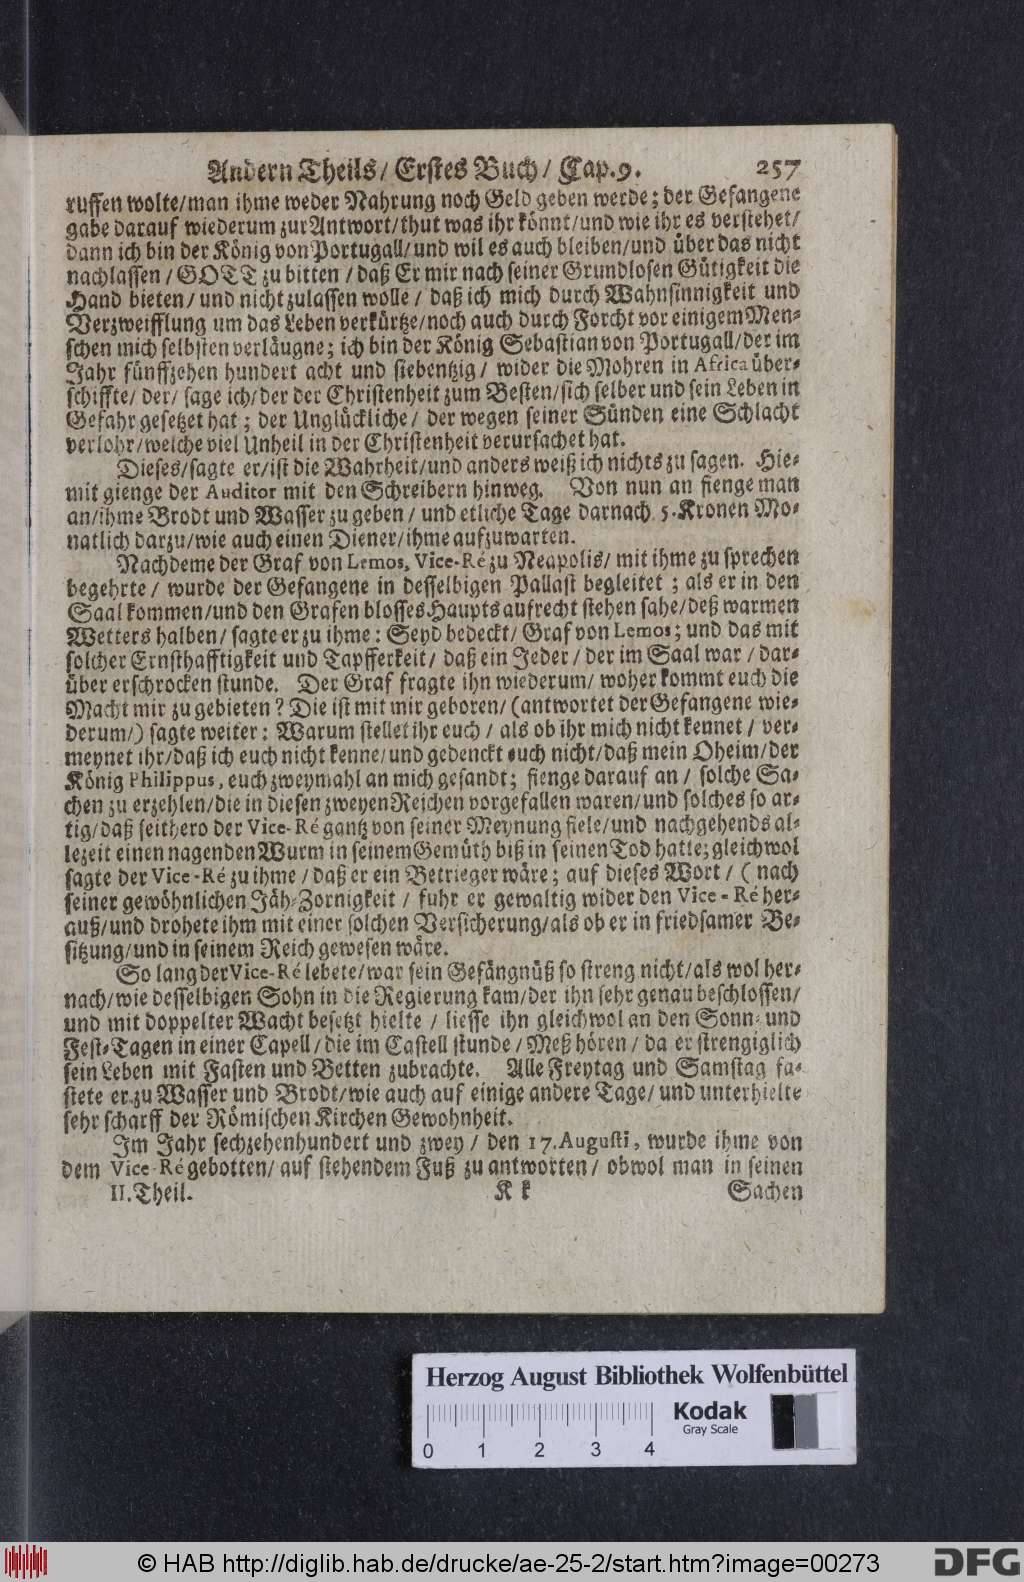 Andern Theils/ Erstes Buch/ Cap. 9. 257
ruffen wolte/man ihme weder Nahrung noch Geld geben werde; der Gefangene
gabe darauf wiederum zur Antwort/thut was ihr könnt/und wie ihr es verstehet/
dann ich bin der König von Portugall/und wil es auch bleiben/und über das nicht
nachlassen/ GOTT zu bitten/ daß Er mir nach seiner Grundlosen Gütigkeit die
Hand bieten/ und nicht zulassen wolle/ daß ich mich durch Wahnsinnigkeit und
Verzweifflung um das Leben verkürtze/noch auch durch Forcht vor einigem Men-
schen mich selbsten verläugne; ich bin der König Sebastian von Portugall/der im
Jahr fünffzehen hundert acht und siebentzig/ wider die Mohren in Africa über-
schiffte/ der/ sage ich/der der Christenheit zum Besten/sich selber und sein Leben in
Gefahr gesetzet hat; der Unglückliche/ der wegen seiner Sünden eine Schlacht
verlohr/welche viel Unheil in der Christenheit verursachet hat.
Dieses/sagte er/ist die Wahrheit/und anders weiß ich nichts zu sagen. Hie-
mit gienge der Auditor mit den Schreibern hinweg. Von nun an fienge man
an/ihme Brodt und Wasser zu geben/ und etliche Tage darnach 5. Kronen Mo-
natlich darzu/wie auch einen Diener/ihme aufzuwarten.
Nachdeme der Graf von Lemos, Vice-Ré zu Neapolis/ mit ihme zu sprechen
begehrte/ wurde der Gefangene in desselbigen Pallast begleitet; als er in den
Saal kommen/und den Grafen blosses Haupts aufrecht stehen sahe/deß warmen
Wetters halben/ sagte er zu ihme: Seyd bedeckt/ Graf von Lemos; und das mit
solcher Ernsthafftigkeit und Tapfferkeit/ daß ein Jeder/ der im Saal war/ dar-
über erschrocken stunde. Der Graf fragte ihn wiederum/ woher kommt euch die
Macht mir zu gebieten? Die ist mit mir geboren/ (antwortet der Gefangene wie-
derum/) sagte weiter: Warum stellet ihr euch/ als ob ihr mich nicht kennet/ ver-
meynet ihr/daß ich euch nicht kenne/und gedenckt euch nicht/daß mein Oheim/der
König Philippus, euch zweymahl an mich gesandt; fienge darauf an/ solche Sa-
chen zu erzehlen/die in diesen zweyen Reichen vorgefallen waren/und solches so ar-
tig/daß seithero der Vice-Ré gantz von seiner Meynung fiele/und nachgehends al-
lezeit einen nagenden Wurm in seinem Gemüth biß in seinen Tod hatte; gleichwol
sagte der Vice-Ré zu ihme/ daß er ein Betrieger wäre; auf dieses Wort/ (nach
seiner gewöhnlichen Jäh-Zornigkeit/ fuhr er gewaltig wider den Vice-Ré her-
auß/und drohete ihm mit einer solchen Versicherung/als ob er in friedsamer Be-
sitzung/und in seinem Reich gewesen wäre.
So lang der Vice-Ré lebete/war sein Gefängnüß so streng nicht/als wol her-
nach/wie desselbigen Sohn in die Regierung kam/der ihn sehr genau beschlossen/
und mit doppelter Wacht besetzt hielte/ liesse ihn gleichwol an den Sonn- und
Fest-Tagen in einer Capell/ die im Castell stunde/ Meß hören/ da er strengiglich
sein Leben mit Fasten und Betten zubrachte. Alle Freytag und Samstag fa-
stete er zu Wasser und Brodt/wie auch auf einige andere Tage/ und unterhielte
sehr scharff der Römischen Kirchen Gewohnheit.
Im Jahr sechzehenhundert und zwey/ den 17. Augusti, wurde ihme von
dem Vice-Ré gebotten/ auf stehendem Fuß zu antworten/ obwol man in seinen
II. Theil. K k Sachen
Herzog August Bibliothek Wolfenbüttel
Kodak
Gray Scale
0 1 2 3 4
© HAB http://diglib.hab.de/drucke/ae-25-2/start.htm?image=00273
DFG